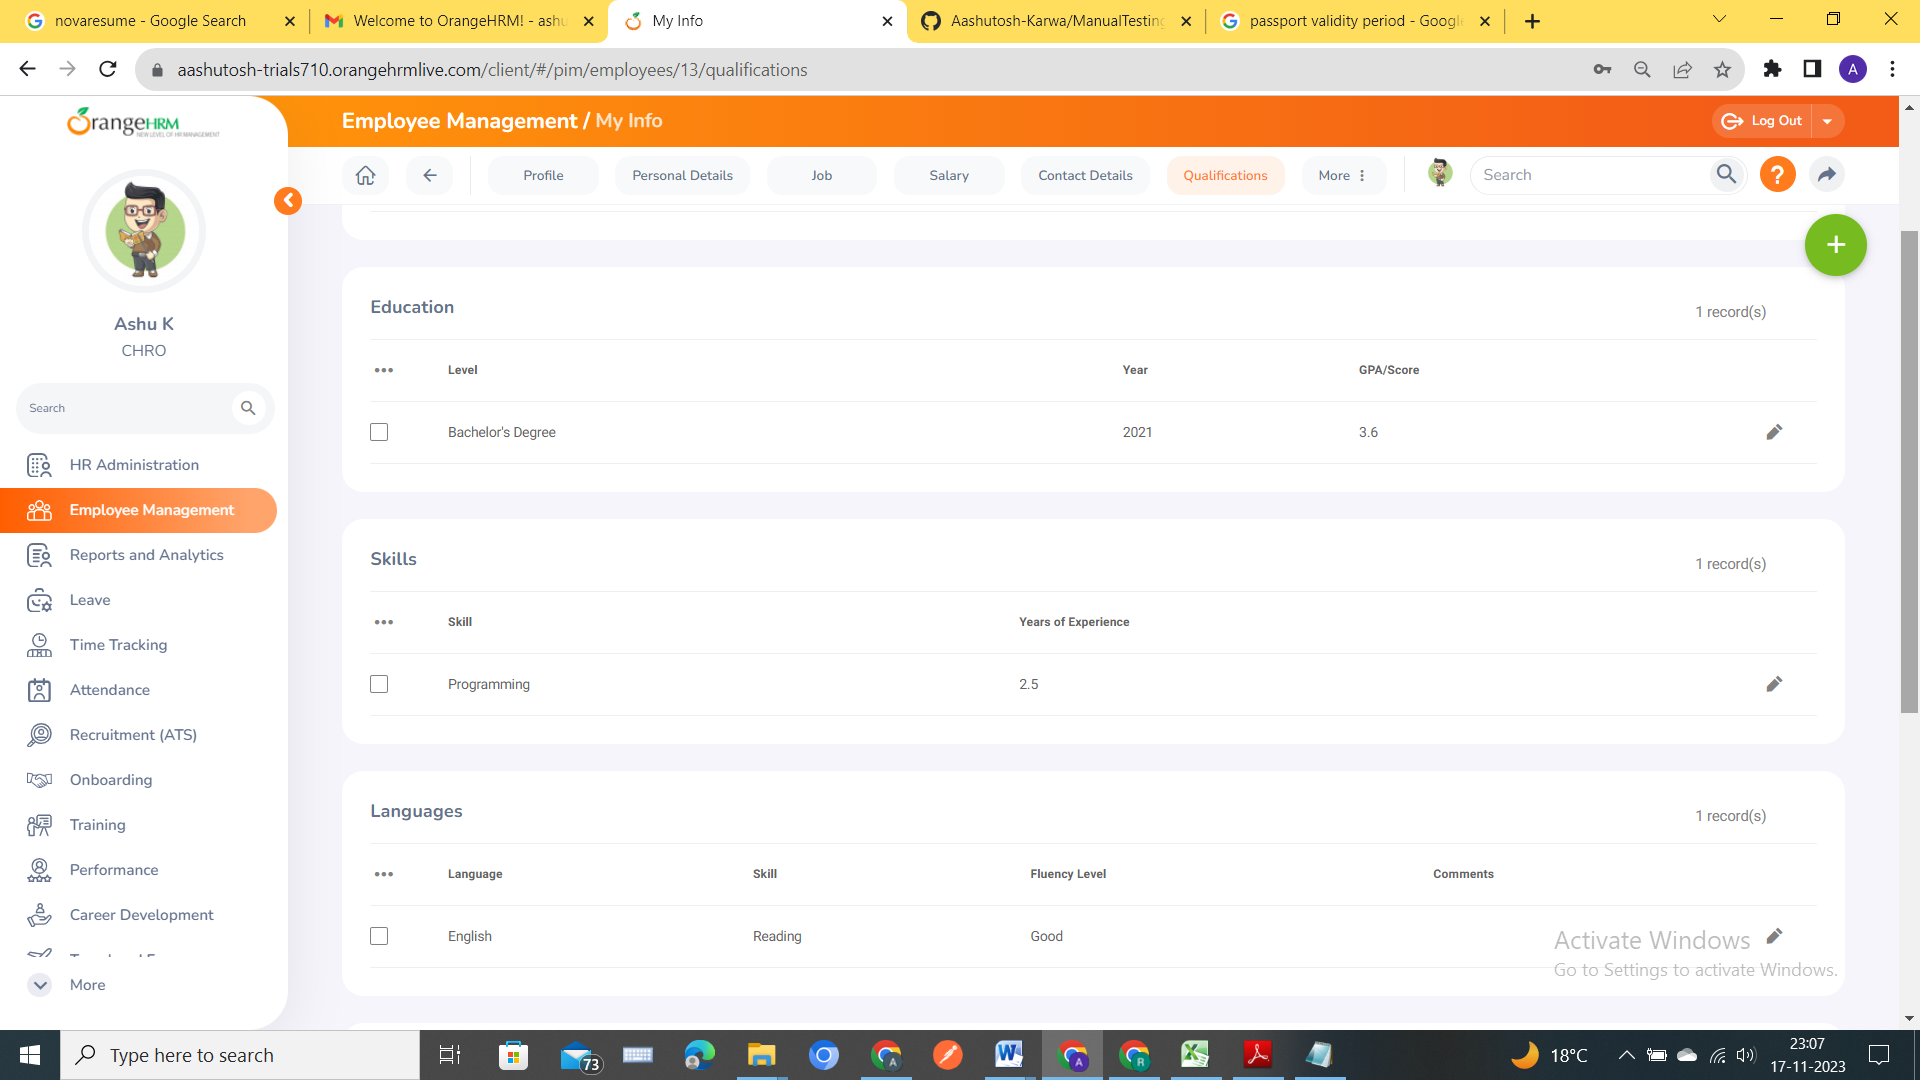 novaresume - Google Search
Welcome to OrangeHRM! - ashu
My Info
Aashutosh-Karwa/ManualTesting
passport validity period - Google
aashutosh-trials710.orangehrmlive.com/client/#/pim/employees/13/qualifications
A
OrangeHRM
NEW LEVEL OF HR MANAGEMENT
Employee Management / My Info
Log Out
Profile
Personal Details
Job
Salary
Contact Details
Qualifications
More
Search
?
Ashu K
CHRO
Search
HR Administration
Employee Management
Reports and Analytics
Leave
Time Tracking
Attendance
Recruitment (ATS)
Onboarding
Training
Performance
Career Development
More
Education
1 record(s)
Level Year GPA/Score
Bachelor's Degree 2021 3.6
Skills
1 record(s)
Skill Years of Experience
Programming 2.5
Languages
1 record(s)
Language Skill Fluency Level Comments
English Reading Good
Activate Windows
Go to Settings to activate Windows.
Type here to search
73
18°C
23:07
17-11-2023